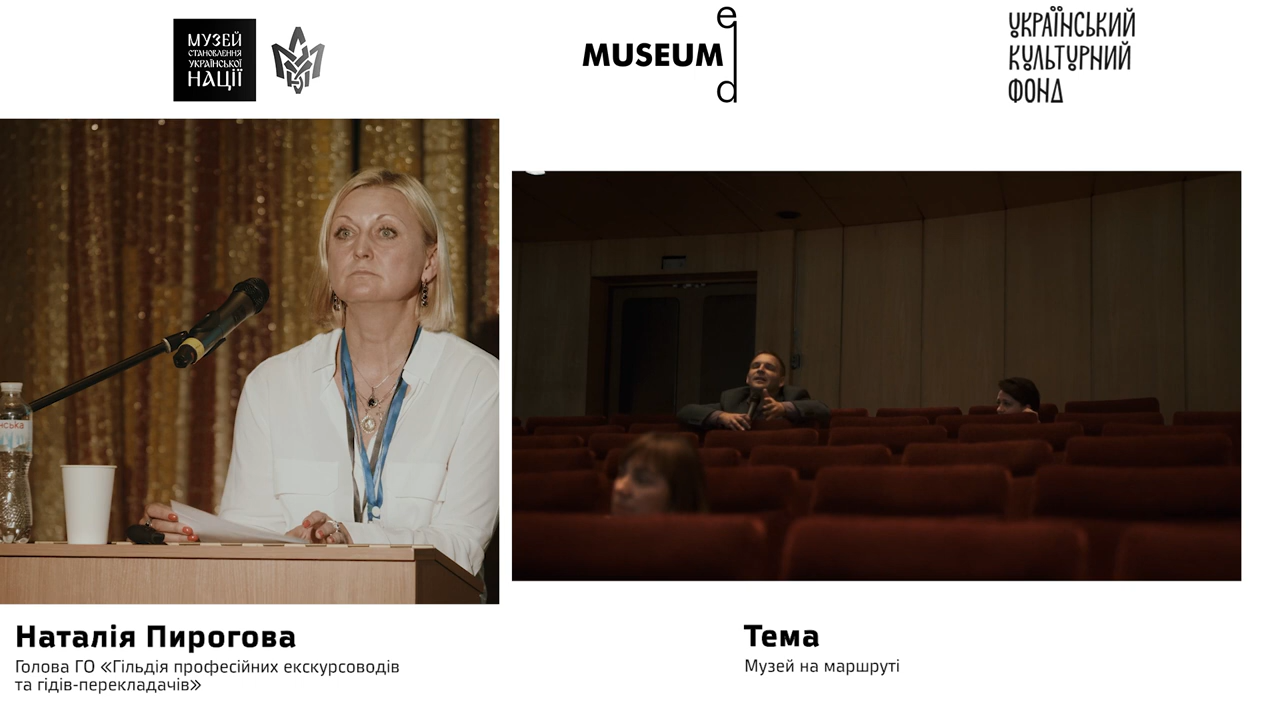 МУЗЕЙ
СТАНОВЛЕННЯ
УКРАЇНСЬКОЇ
НАЦІЇ
MUSEUM
ed
УКРАЇНСЬКИЙ
КУЛЬТУРНИЙ
ФОНД
нська
Наталія Пирогова
Голова ГО «Гільдія професійних екскурсоводів
та гідів-перекладачів»
Тема
Музей на маршруті